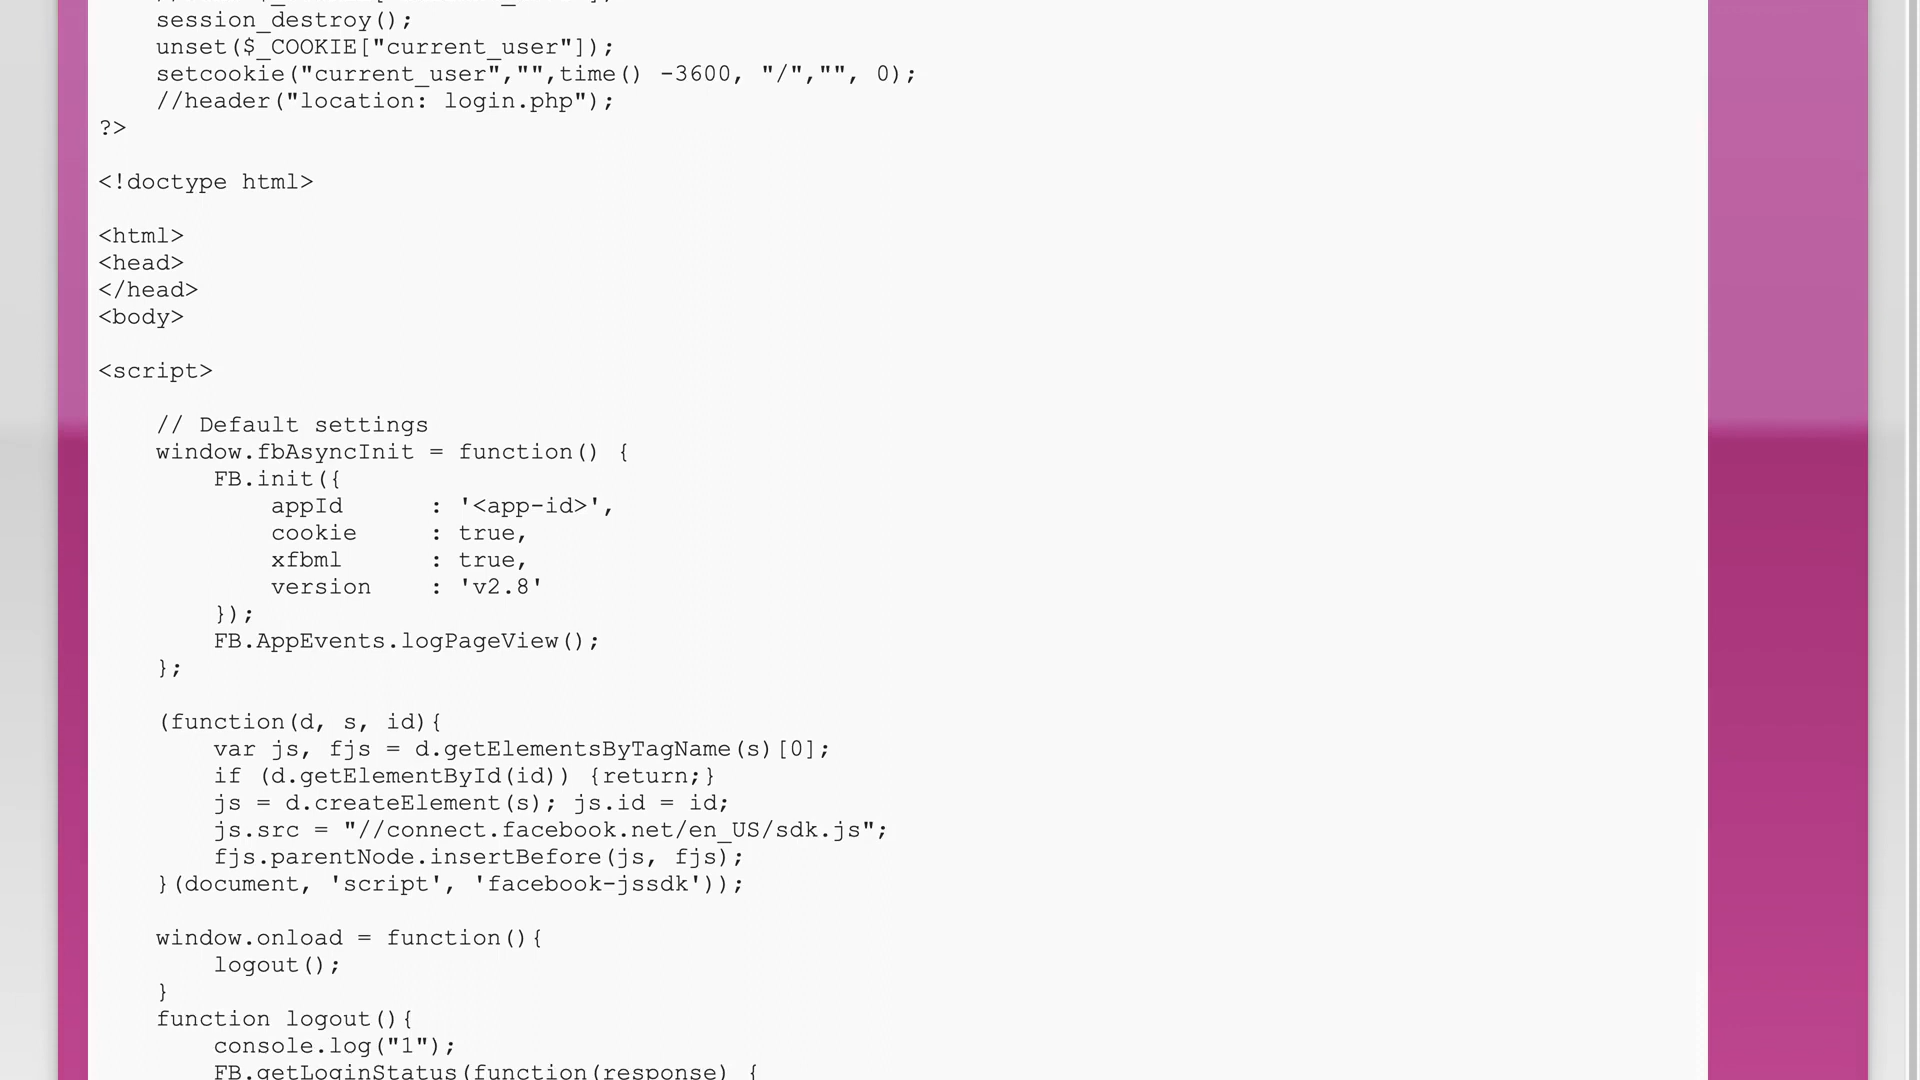 session_destroy();
unset($_COOKIE["current_user"]);
setcookie("current_user","",time() -3600, "/","", 0);
//header("location: login.php");
?>
<!doctype html>
<html>
<head>
</head>
<body>
<script>
// Default settings
window.fbAsyncInit = function() {
FB.init({
appId : '<app-id>',
cookie : true,
xfbml : true,
version : 'v2.8'
});
FB.AppEvents.logPageView();
};
(function(d, s, id){
var js, fjs = d.getElementsByTagName(s)[0];
if (d.getElementById(id)) {return;}
js = d.createElement(s); js.id = id;
js.src = "//connect.facebook.net/en_US/sdk.js";
fjs.parentNode.insertBefore(js, fjs);
}(document, 'script', 'facebook-jssdk'));
window.onload = function(){
logout();
}
function logout(){
console.log("1");
FB.getLoginStatus(function(response) {